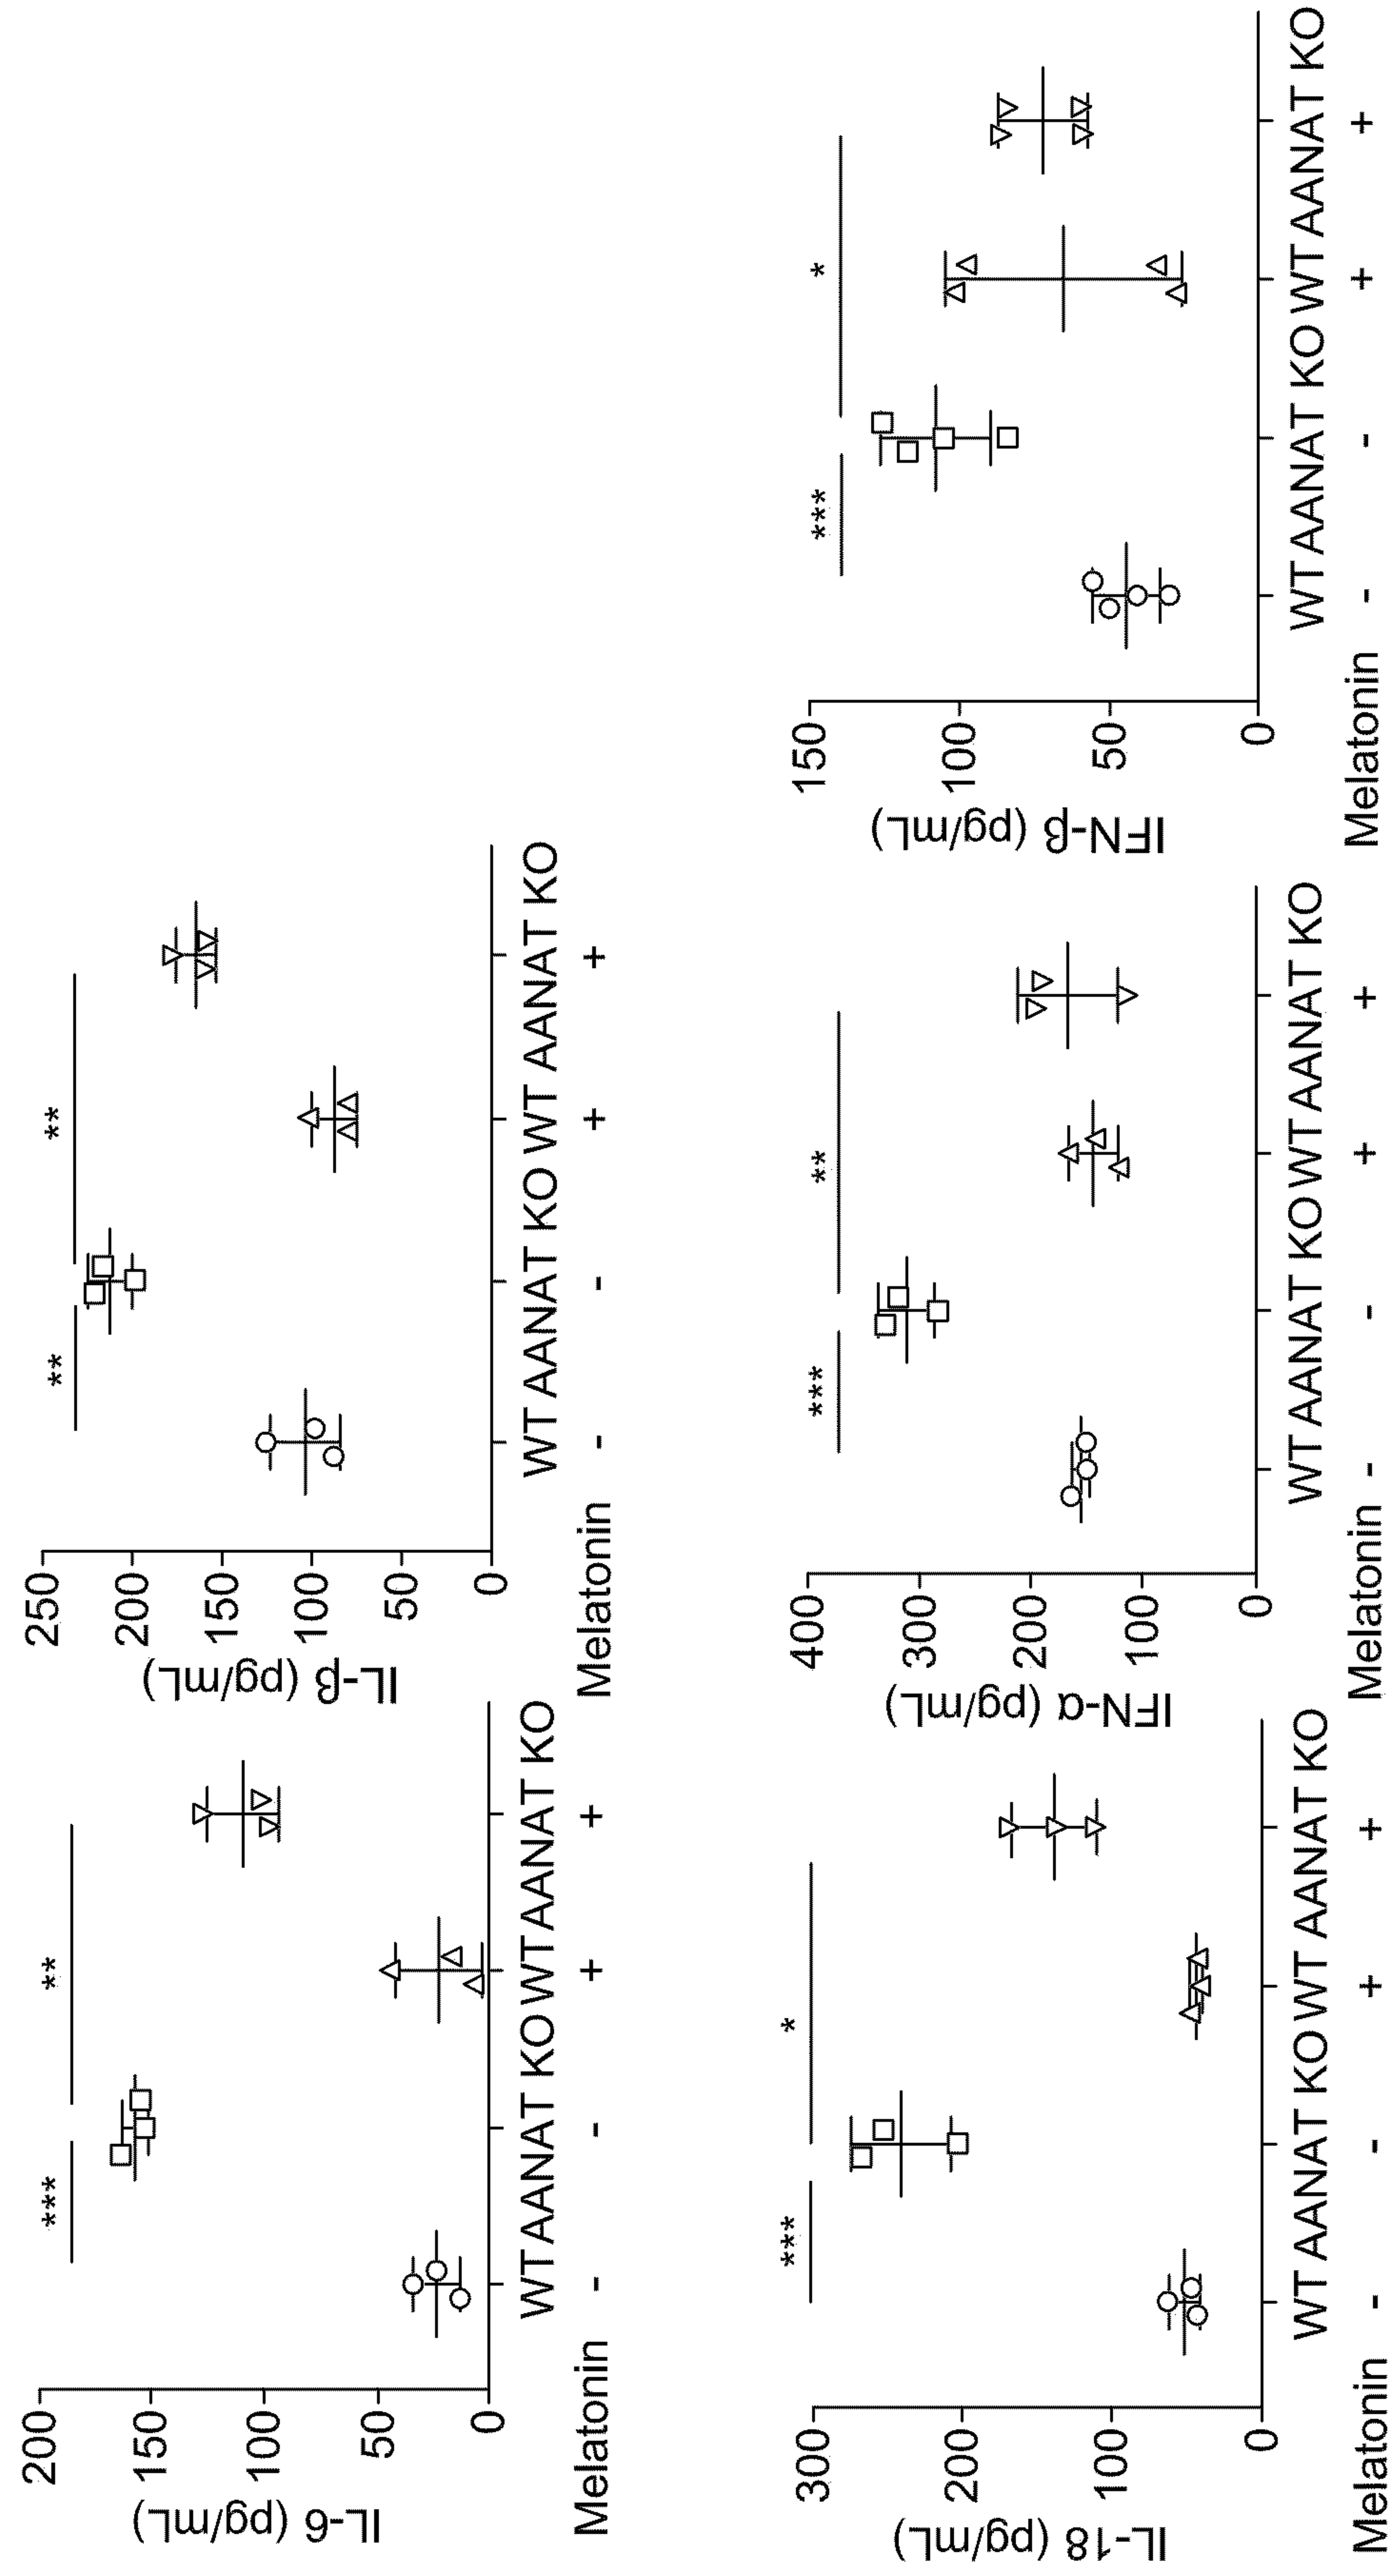 IL-6 (pg/mL)
200
150
100
50
0
***
**
WT AANAT KO WT AANAT KO
Melatonin - - + +
IL-β (pg/mL)
250
200
150
100
50
0
**
**
WT AANAT KO WT AANAT KO
Melatonin - - + +
IL-18 (pg/mL)
300
200
100
0
***
*
WT AANAT KO WT AANAT KO
Melatonin - - + +
IFN-α (pg/mL)
400
300
200
100
0
***
**
WT AANAT KO WT AANAT KO
Melatonin - - + +
IFN-β (pg/mL)
150
100
50
0
***
*
WT AANAT KO WT AANAT KO
Melatonin - - + +